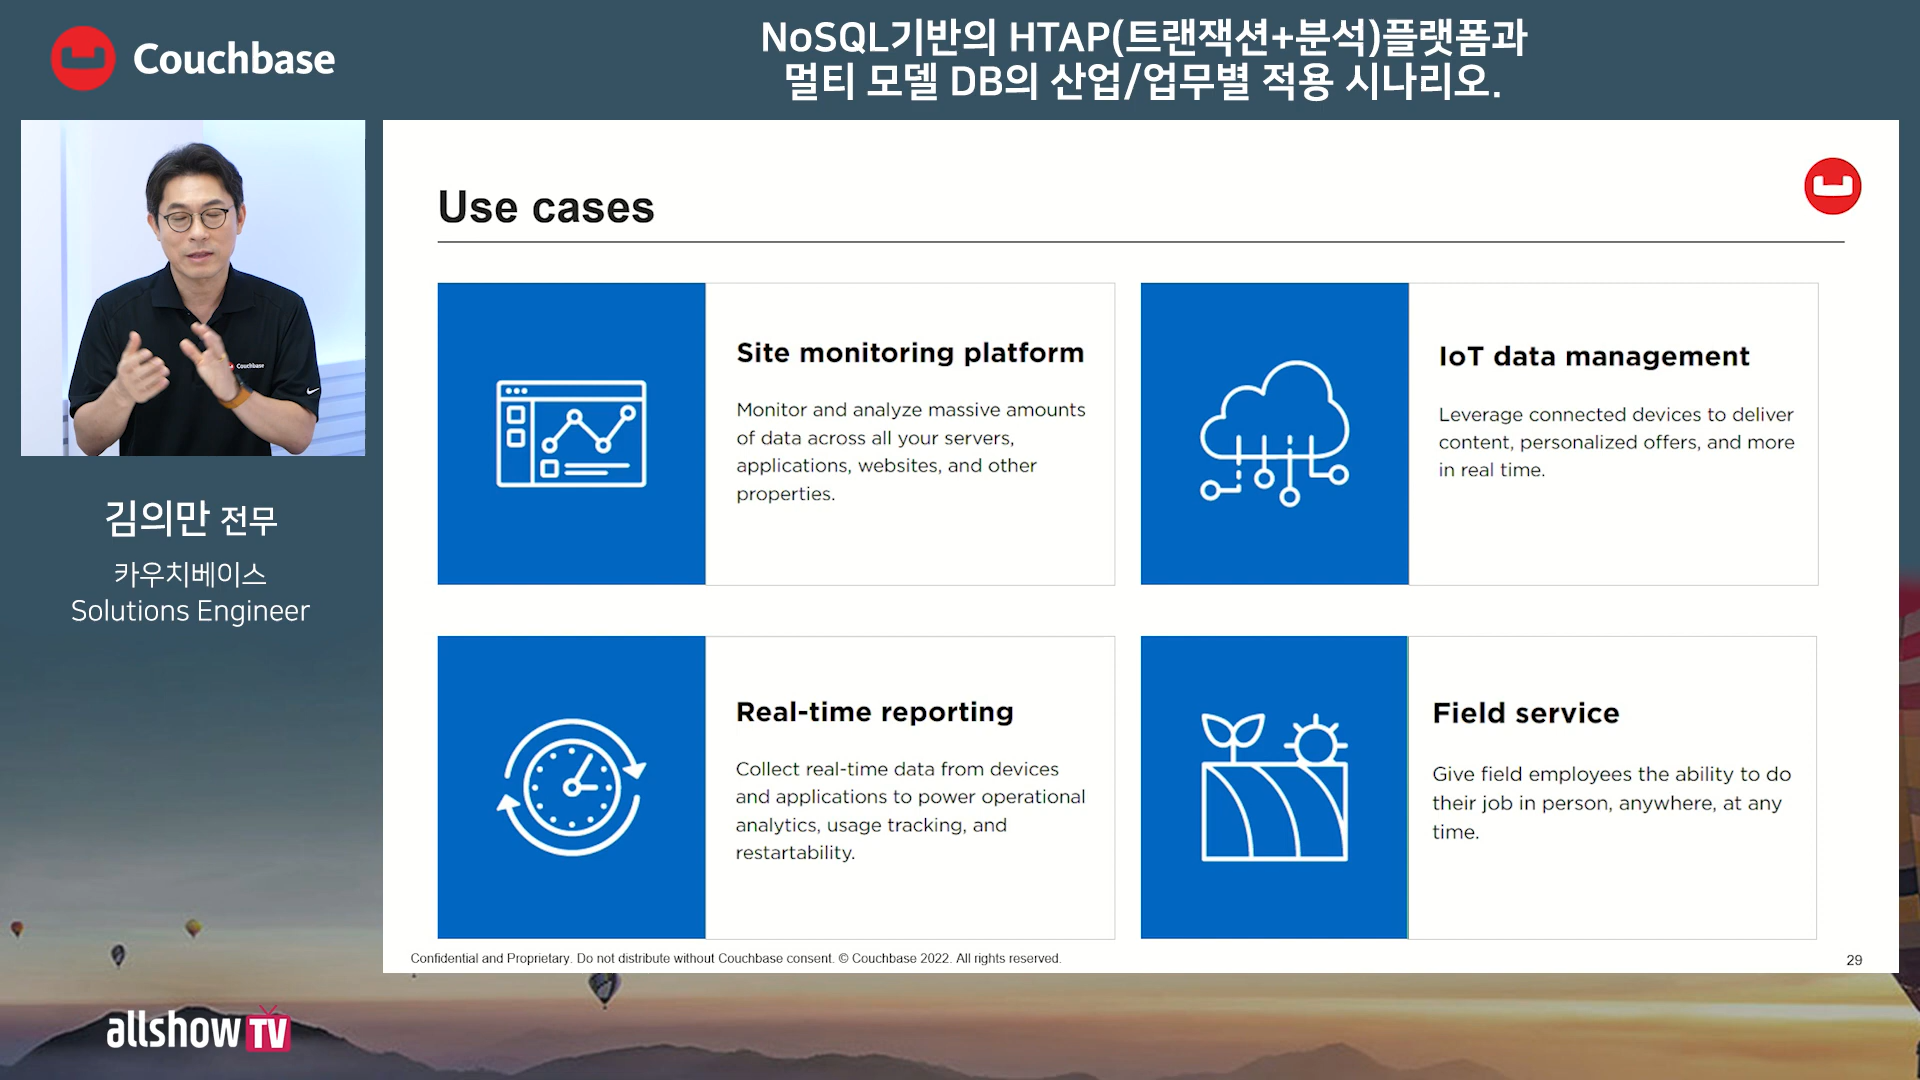 Couchbase
NoSQL기반의 HTAP(트랜잭션+분석)플랫폼과
멀티 모델 DB의 산업/업무별 적용 시나리오.
Couchbase
김의만 전무
카우치베이스
Solutions Engineer
Use cases
Site monitoring platform
Monitor and analyze massive amounts
of data across all your servers,
applications, websites, and other
properties.
IoT data management
Leverage connected devices to deliver
content, personalized offers, and more
in real time.
Real-time reporting
Collect real-time data from devices
and applications to power operational
analytics, usage tracking, and
restartability.
Field service
Give field employees the ability to do
their job in person, anywhere, at any
time.
Confidential and Proprietary. Do not distribute without Couchbase consent. © Couchbase 2022. All rights reserved.
29
allshow TV